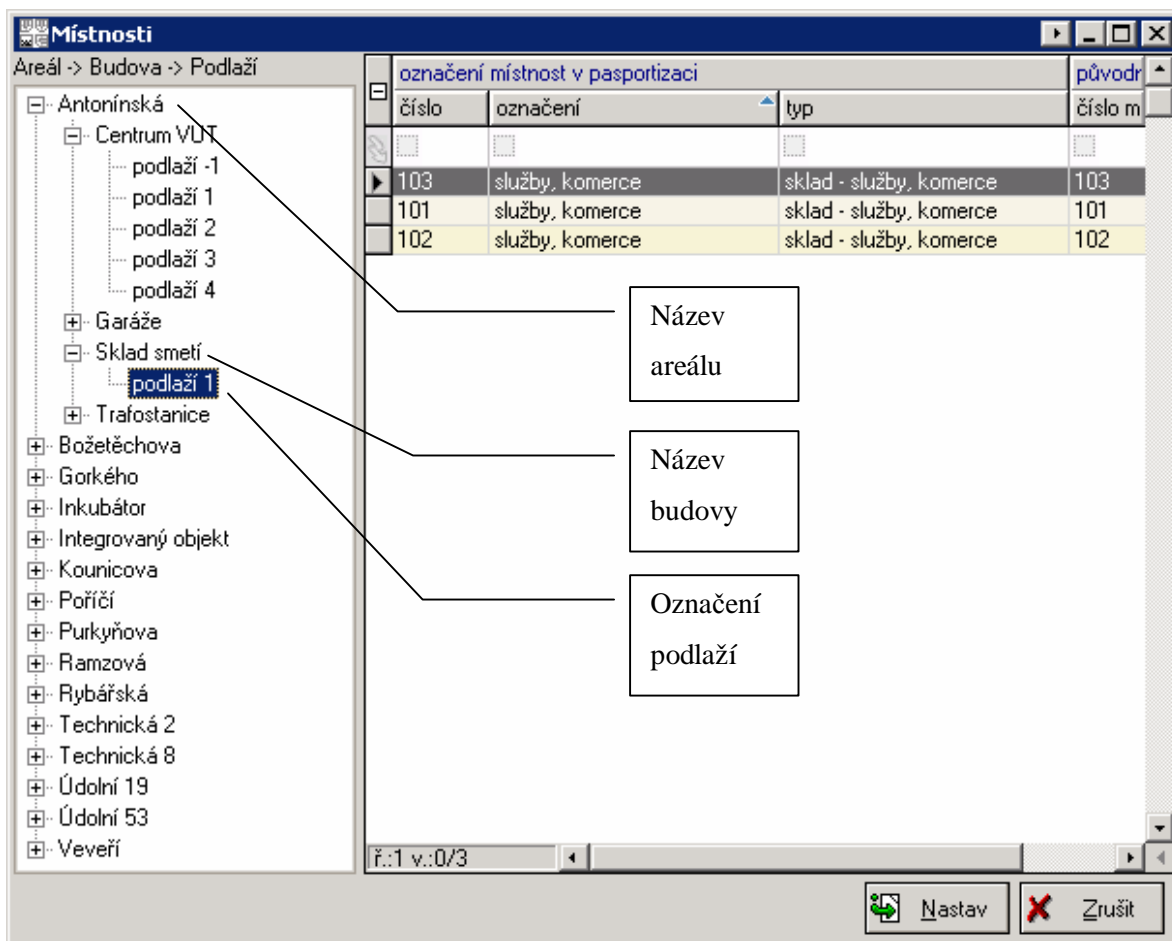 Místnosti
Areál -> Budova -> Podlaží
Antonínská
Centrum VUT
podlaží -1
podlaží 1
podlaží 2
podlaží 3
podlaží 4
Garáže
Sklad smetí
podlaží 1
Trafostanice
Božetěchova
Gorkého
Inkubátor
Integrovaný objekt
Kounicova
Poříčí
Purkyňova
Ramzová
Rybářská
Technická 2
Technická 8
Údolní 19
Údolní 53
Veveří
označení místnost v pasportizaci původr
číslo označení typ číslo m
103 služby, komerce sklad - služby, komerce 103
101 služby, komerce sklad - služby, komerce 101
102 služby, komerce sklad - služby, komerce 102
Název
areálu
Název
budovy
Označení
podlaží
ř.:1 v.:0/3
Nastav Zrušit